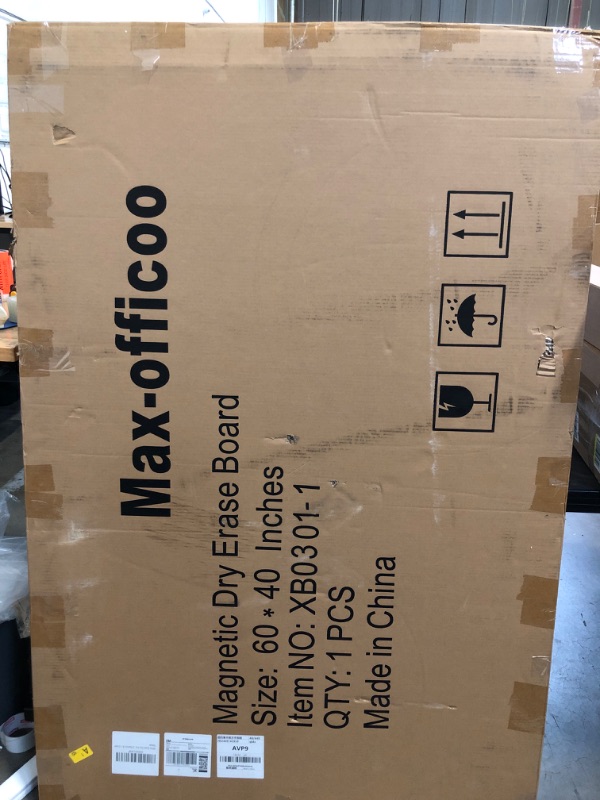 Max-officoo
Magnetic Dry Erase Board
Size: 60 * 40 Inches
Item NO: XB0301-1
QTY: 1 PCS
Made in China
AVP9
A